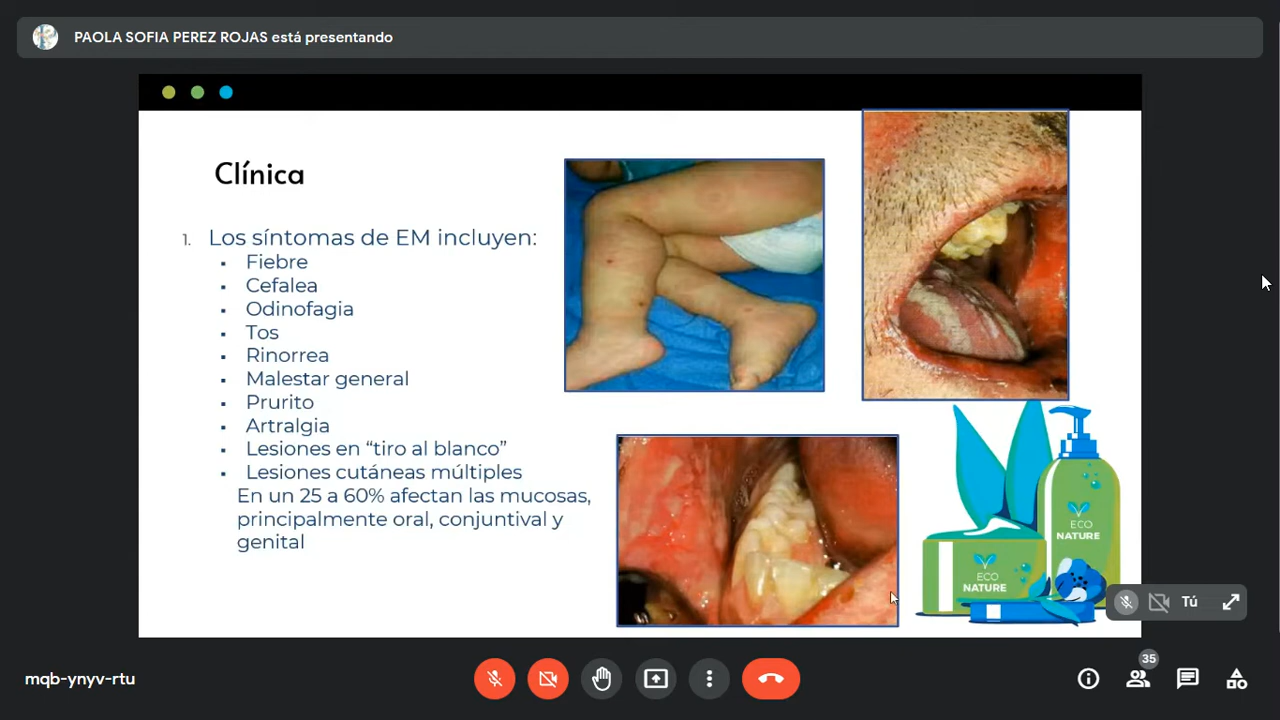 PAOLA SOFIA PEREZ ROJAS está presentando
Clínica
1. Los síntomas de EM incluyen:
▪ Fiebre
▪ Cefalea
▪ Odinofagia
▪ Tos
▪ Rinorrea
▪ Malestar general
▪ Prurito
▪ Artralgia
▪ Lesiones en “tiro al blanco”
▪ Lesiones cutáneas múltiples
En un 25 a 60% afectan las mucosas,
principalmente oral, conjuntival y
genital
ECO
NATURE
ECO
NATURE
Tú
mqb-ynyv-rtu
35